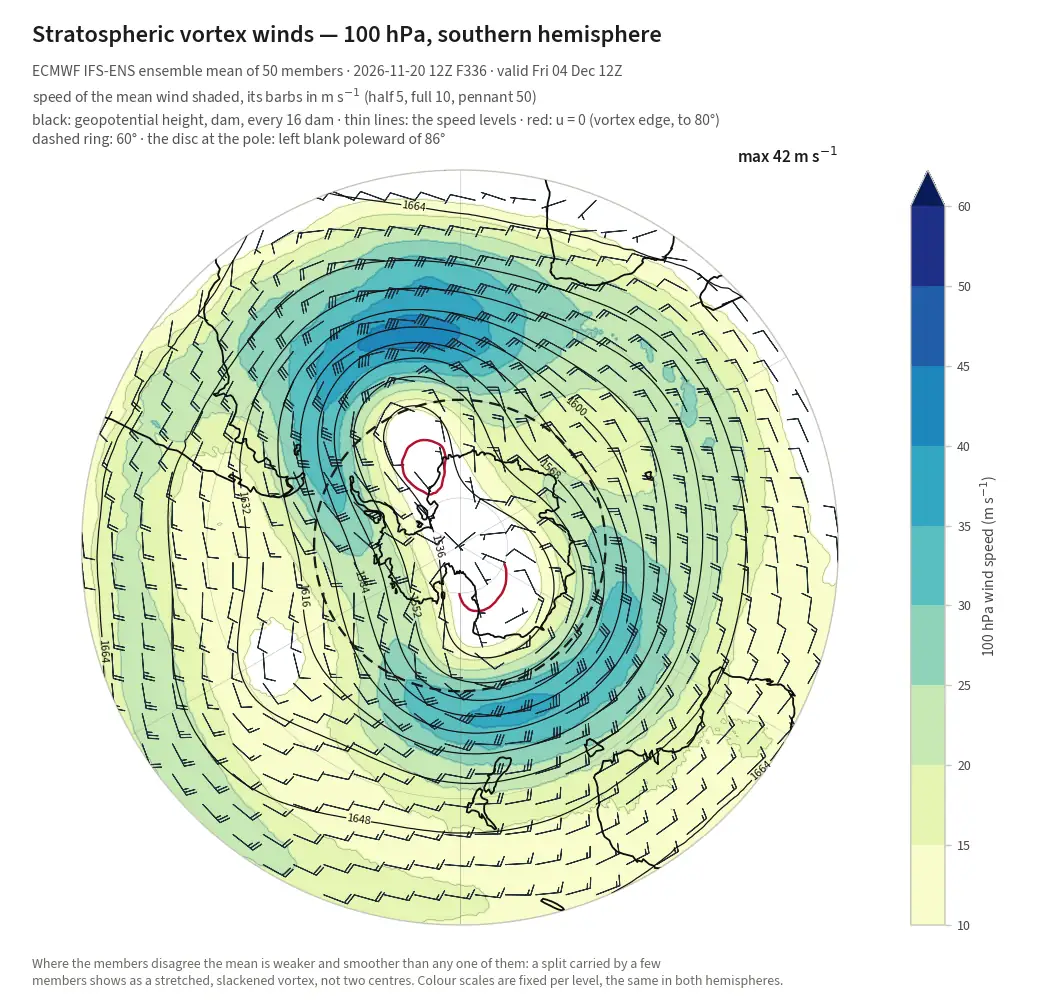 Stratospheric vortex winds — 100 hPa, southern hemisphere
ECMWF IFS-ENS ensemble mean of 50 members · 2026-11-20 12Z F336 · valid Fri 04 Dec 12Z
speed of the mean wind shaded, its barbs in m s⁻¹ (half 5, full 10, pennant 50)
black: geopotential height, dam, every 16 dam · thin lines: the speed levels · red: u = 0 (vortex edge, to 80°)
dashed ring: 60° · the disc at the pole: left blank poleward of 86°
max 42 m s⁻¹
1664
1600
1568
1632
1536
1584
1552
1616
1664
1664
1648
60
50
45
40
35
30
25
20
15
10
100 hPa wind speed (m s⁻¹)
Where the members disagree the mean is weaker and smoother than any one of them: a split carried by a few
members shows as a stretched, slackened vortex, not two centres. Colour scales are fixed per level, the same in both hemispheres.